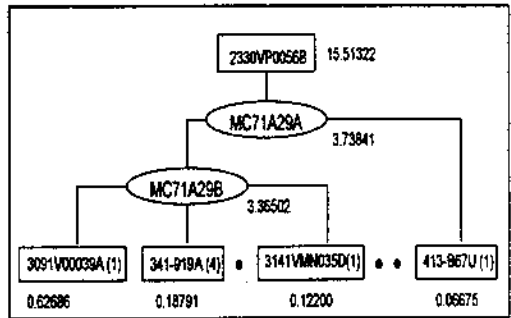 2330VP0056B 15.51322
MC71A29A
3.73841
MC71A29B
3.36502
3091V00039A (1) 341-919A (4) 3141VMN035D(1) 413-B67U (1)
0.62686 0.18791 0.12200 0.06675